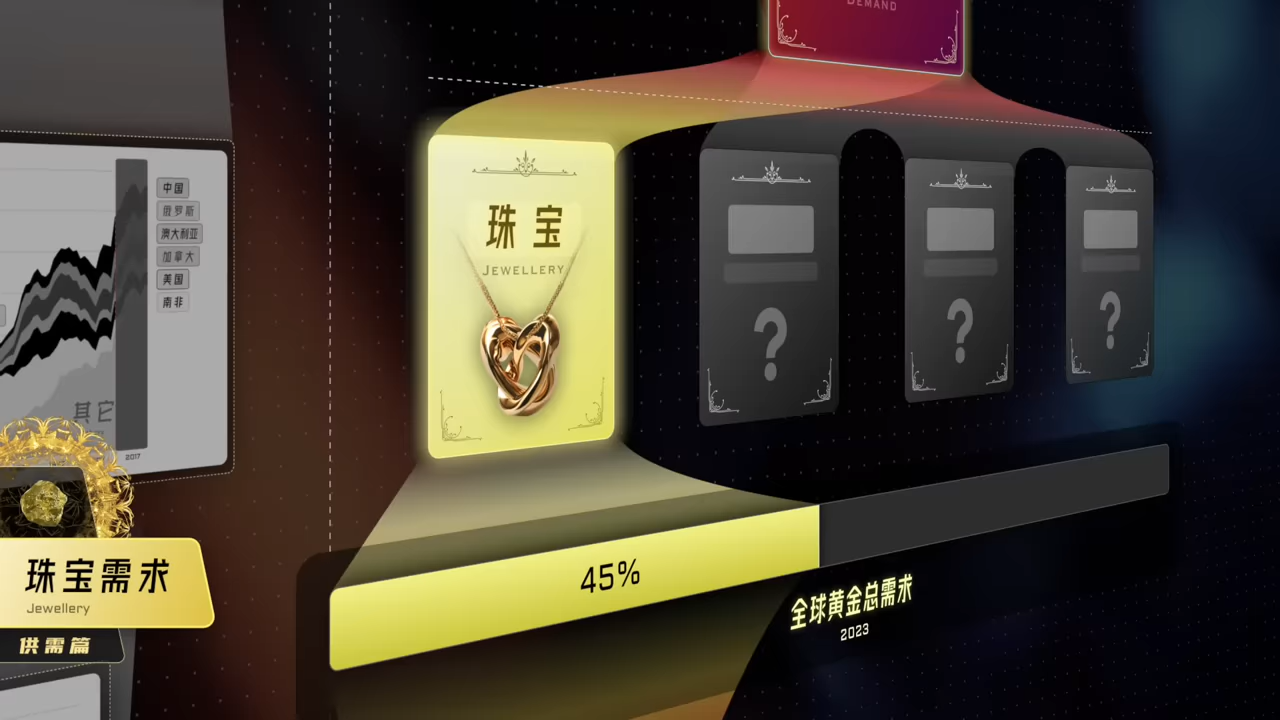 DEMAND
珠宝
JEWELLERY
中国
俄罗斯
澳大利亚
加拿大
美国
南非
其它
2017
?
?
?
45%
全球黄金总需求
2023
珠宝需求
Jewellery
供需篇